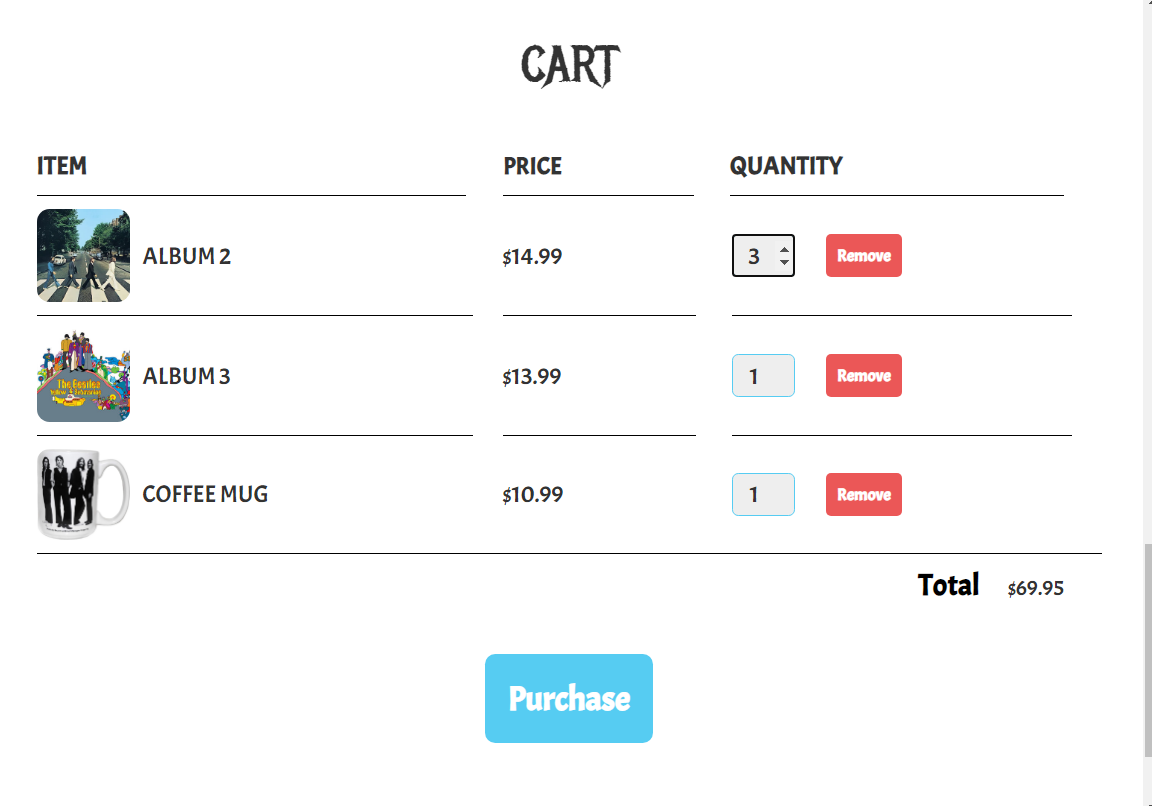 CART
ITEM PRICE QUANTITY
ALBUM 2 $14.99 3 Remove
The Beatles
Yellow Submarine
ALBUM 3 $13.99 1 Remove
COFFEE MUG $10.99 1 Remove
Total $69.95
Purchase